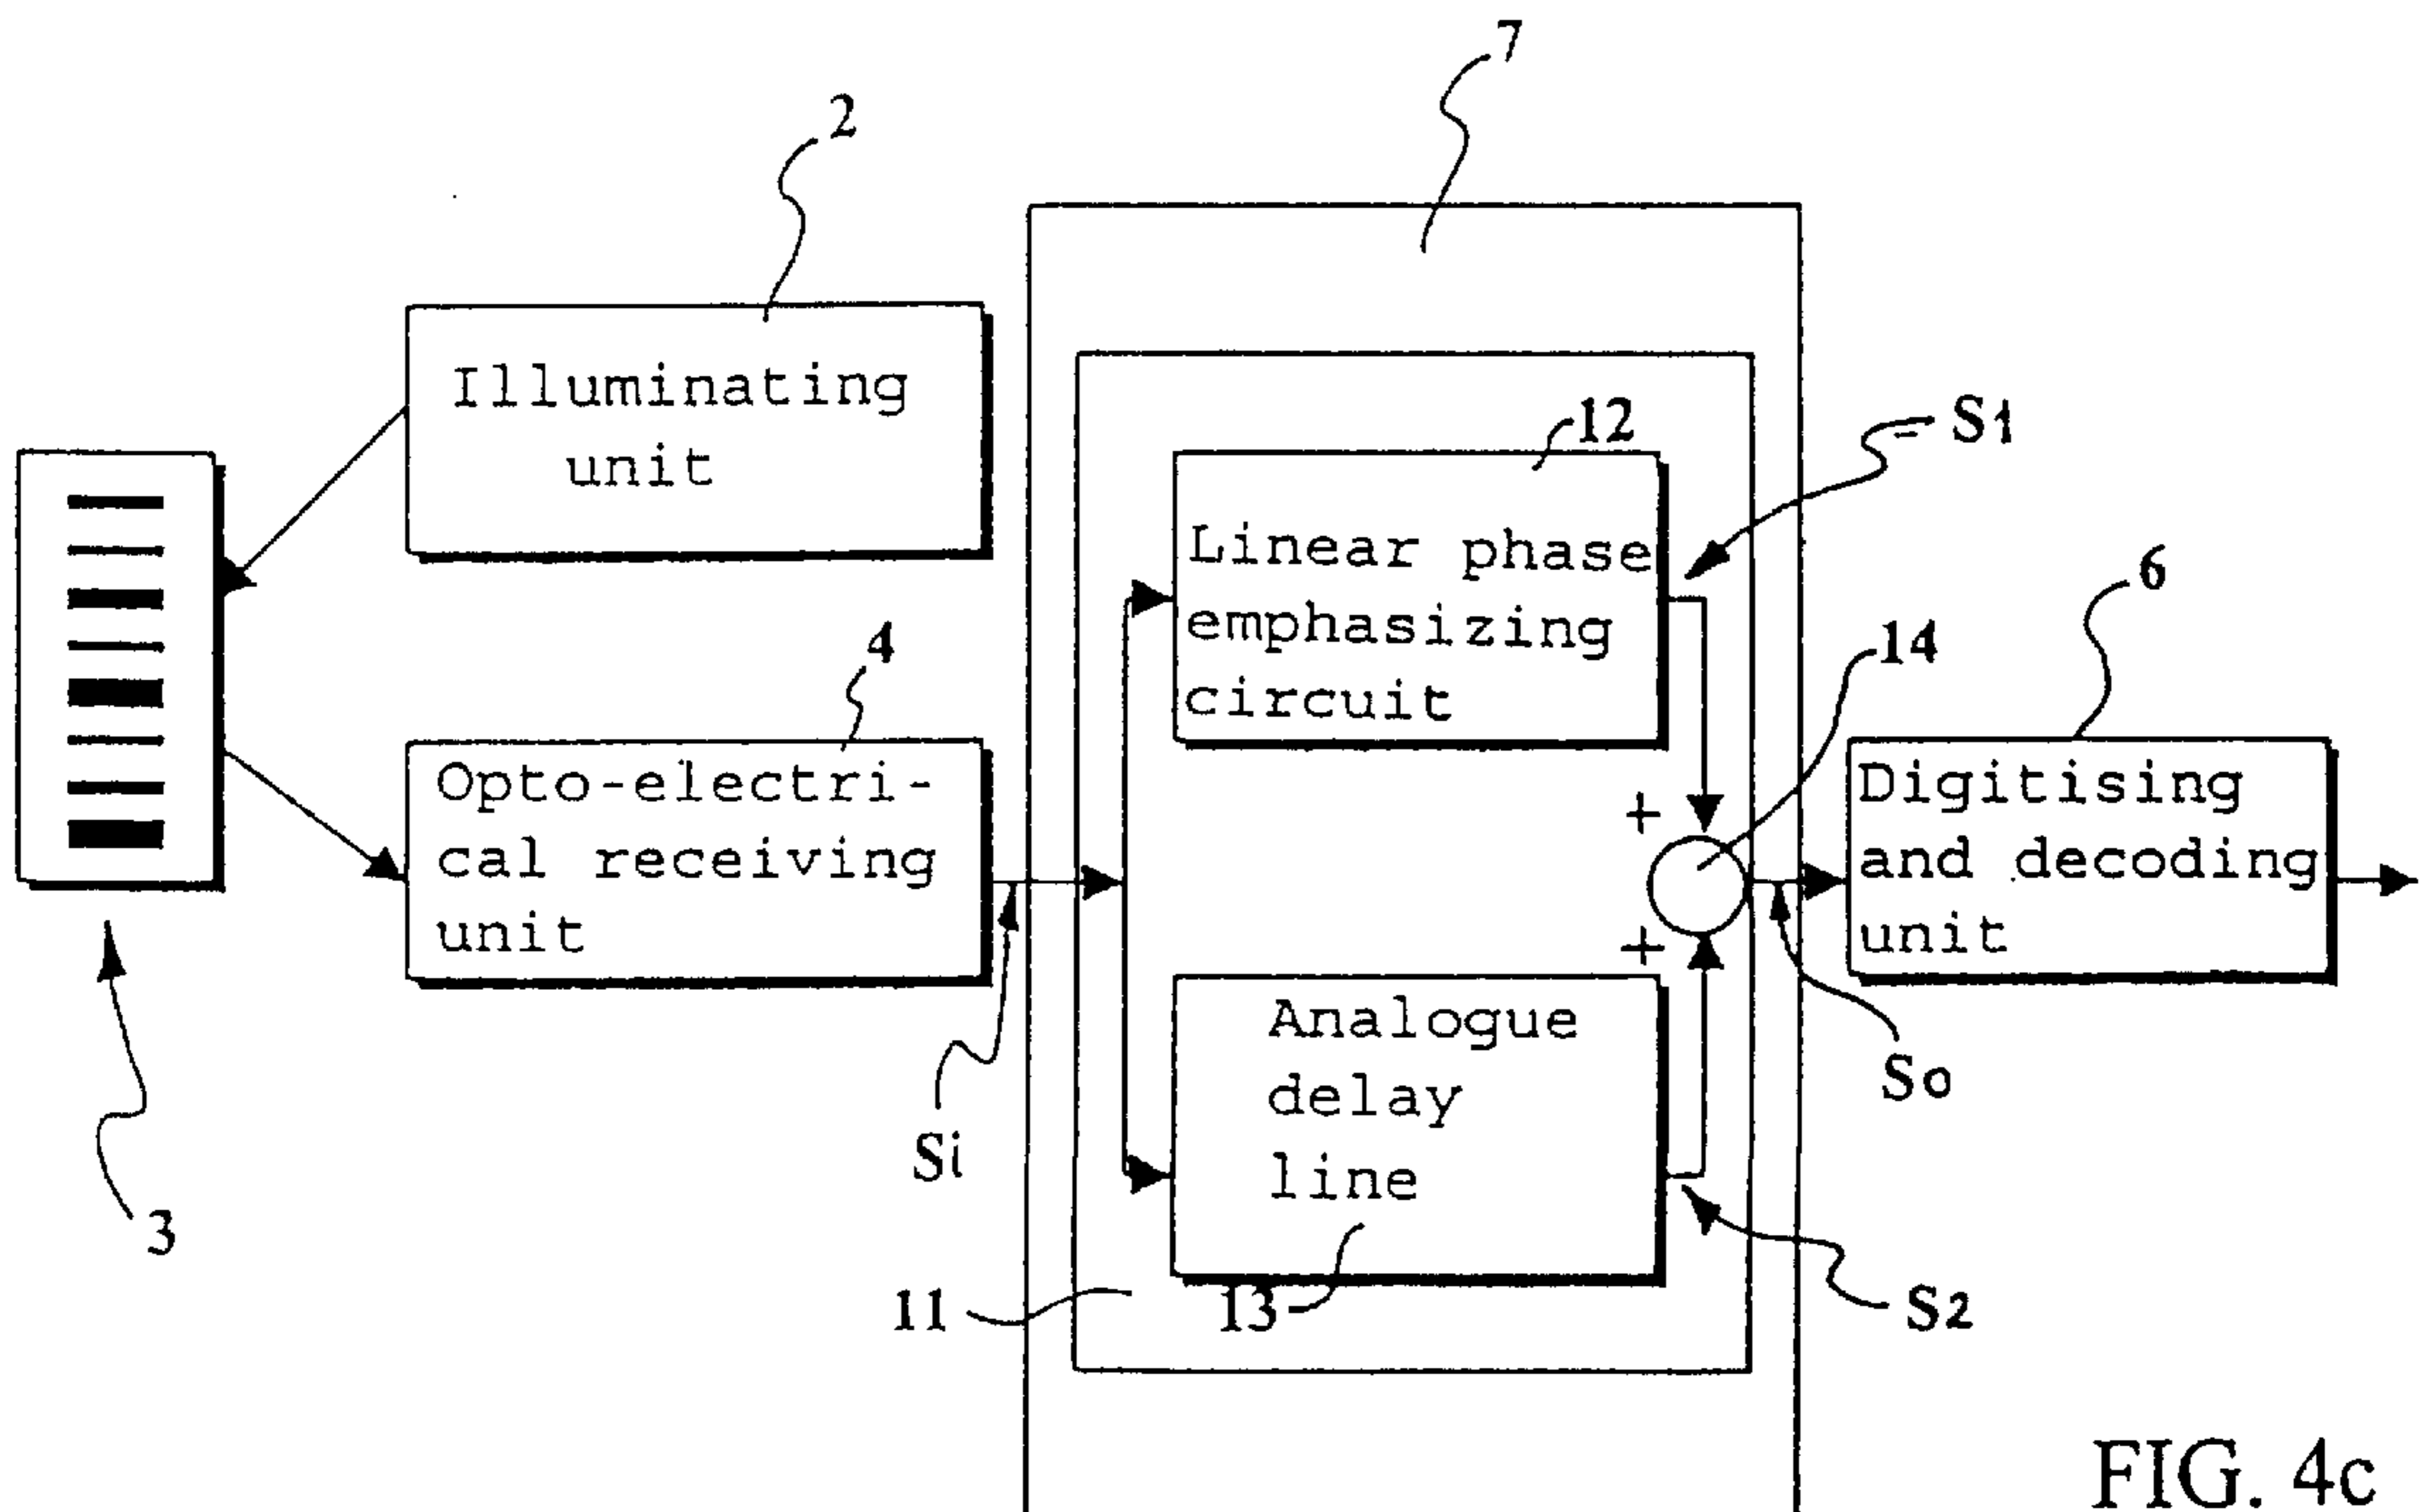 7
2
Illuminating
unit
12
S1
Linear phase
emphasizing
circuit
6
4
14
Opto-electri-
cal receiving
unit
+
+
Digitising
and decoding
unit
Analogue
delay
line
Si
So
3
11
13
S2
FIG. 4c